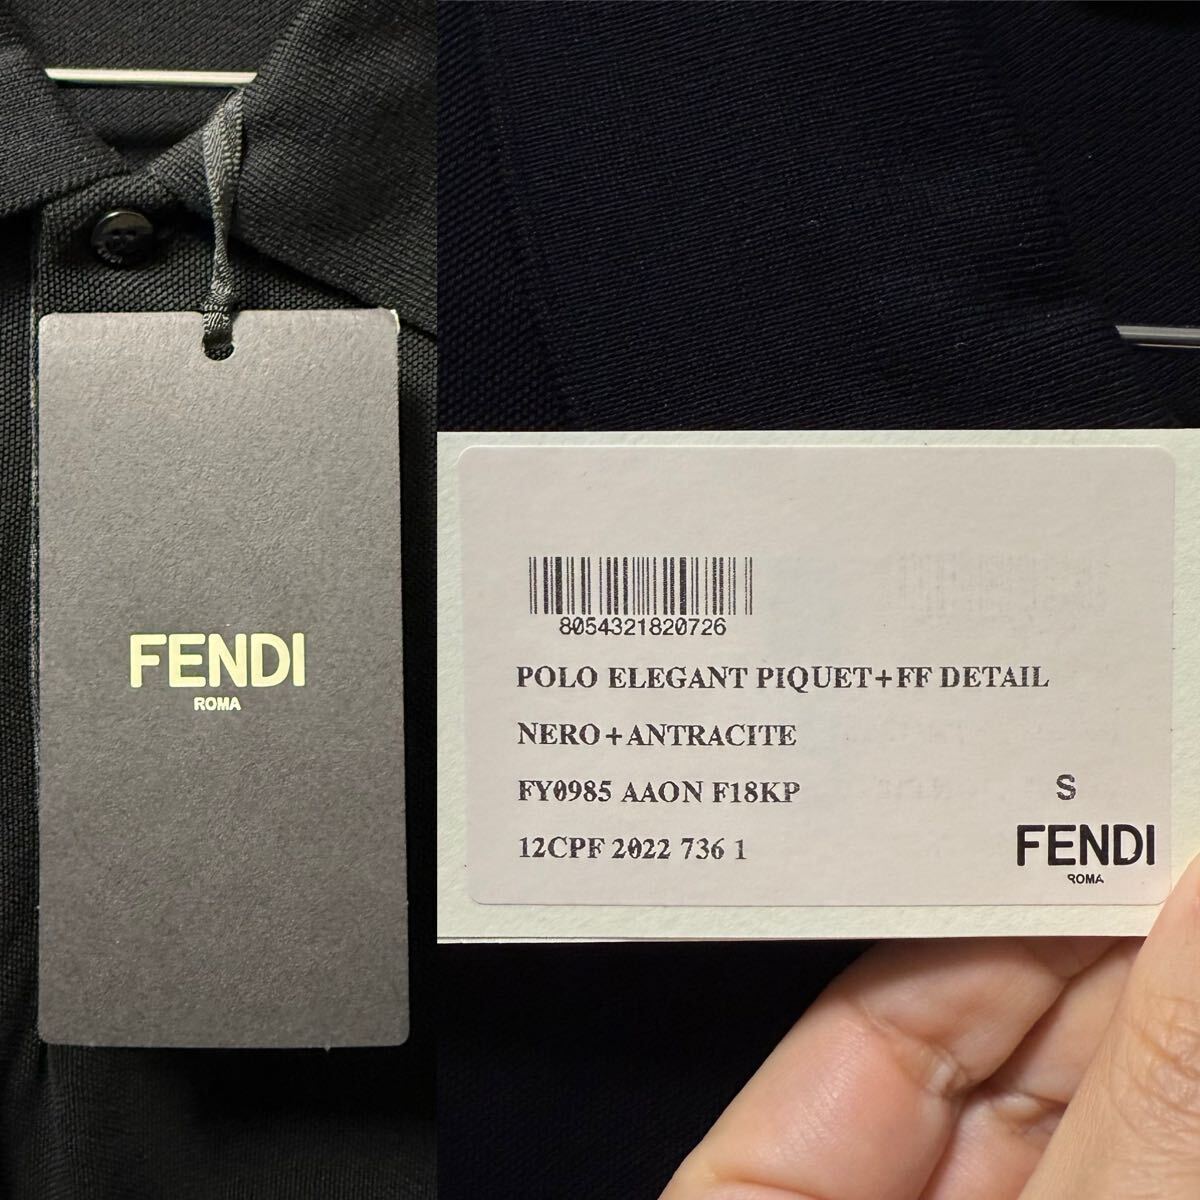 FENDI
ROMA
8054321820726
POLO ELEGANT PIQUET+FF DETAIL
NERO+ANTRACITE
FY0985 AAON F18KP
S
12CPF 2022 736 1
FENDI
ROMA